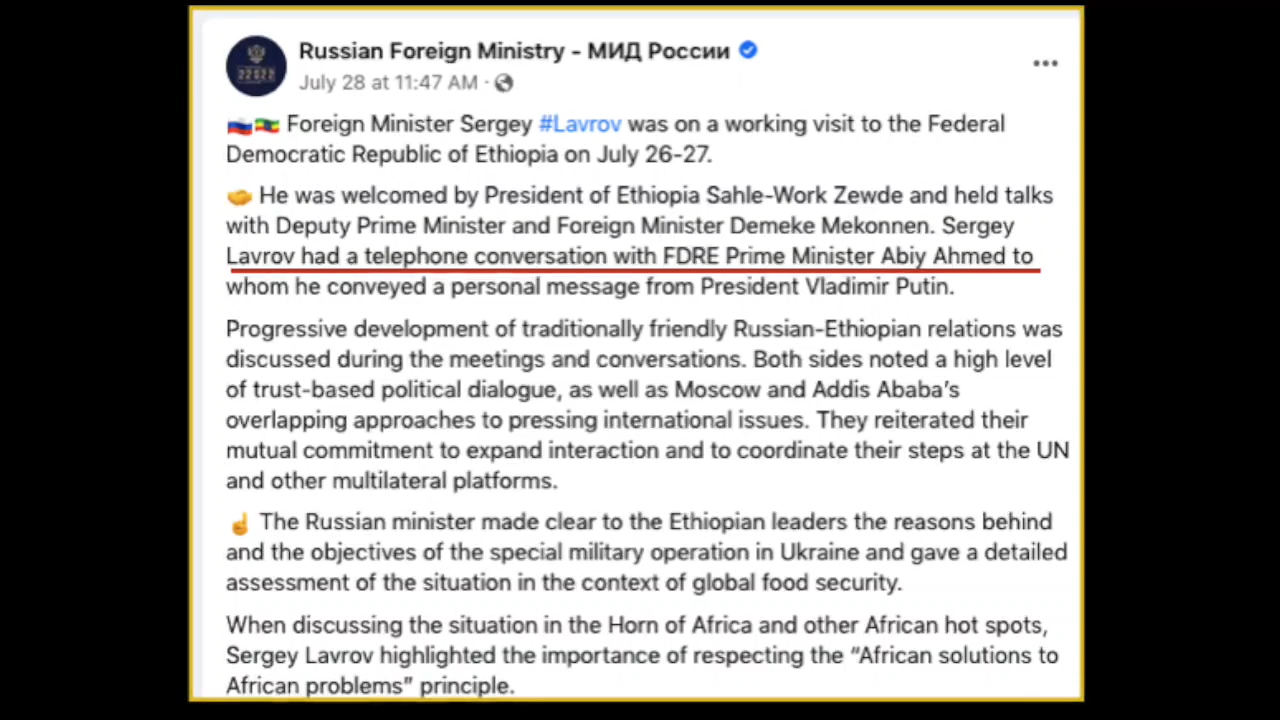 Russian Foreign Ministry - МИД России
July 28 at 11:47 AM ·
🇷🇺🇪🇹 Foreign Minister Sergey #Lavrov was on a working visit to the Federal
Democratic Republic of Ethiopia on July 26-27.
🤝 He was welcomed by President of Ethiopia Sahle-Work Zewde and held talks
with Deputy Prime Minister and Foreign Minister Demeke Mekonnen. Sergey
Lavrov had a telephone conversation with FDRE Prime Minister Abiy Ahmed to
whom he conveyed a personal message from President Vladimir Putin.
Progressive development of traditionally friendly Russian-Ethiopian relations was
discussed during the meetings and conversations. Both sides noted a high level
of trust-based political dialogue, as well as Moscow and Addis Ababa’s
overlapping approaches to pressing international issues. They reiterated their
mutual commitment to expand interaction and to coordinate their steps at the UN
and other multilateral platforms.
☝ The Russian minister made clear to the Ethiopian leaders the reasons behind
and the objectives of the special military operation in Ukraine and gave a detailed
assessment of the situation in the context of global food security.
When discussing the situation in the Horn of Africa and other African hot spots,
Sergey Lavrov highlighted the importance of respecting the “African solutions to
African problems” principle.